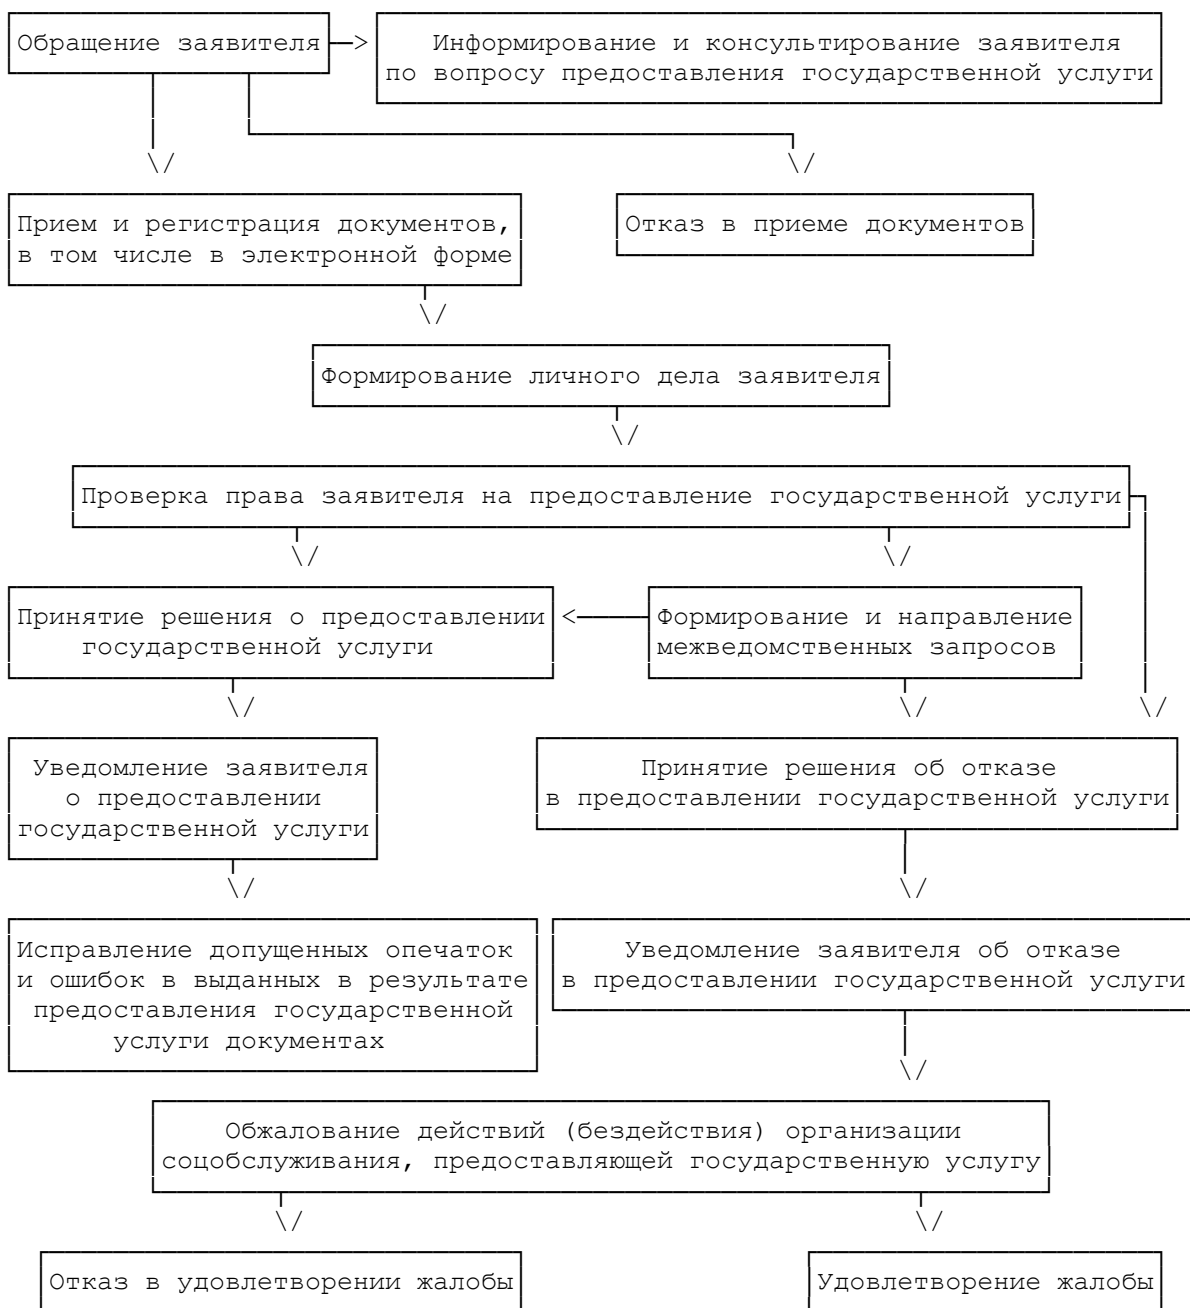 Обращение заявителя
Информирование и консультирование заявителя
по вопросу предоставления государственной услуги
Прием и регистрация документов,
в том числе в электронной форме
Отказ в приеме документов
Формирование личного дела заявителя
Проверка права заявителя на предоставление государственной услуги
Принятие решения о предоставлении
государственной услуги
Формирование и направление
межведомственных запросов
Уведомление заявителя
о предоставлении
государственной услуги
Принятие решения об отказе
в предоставлении государственной услуги
Исправление допущенных опечаток
и ошибок в выданных в результате
предоставления государственной
услуги документах
Уведомление заявителя об отказе
в предоставлении государственной услуги
Обжалование действий (бездействия) организации
соцобслуживания, предоставляющей государственную услугу
Отказ в удовлетворении жалобы
Удовлетворение жалобы